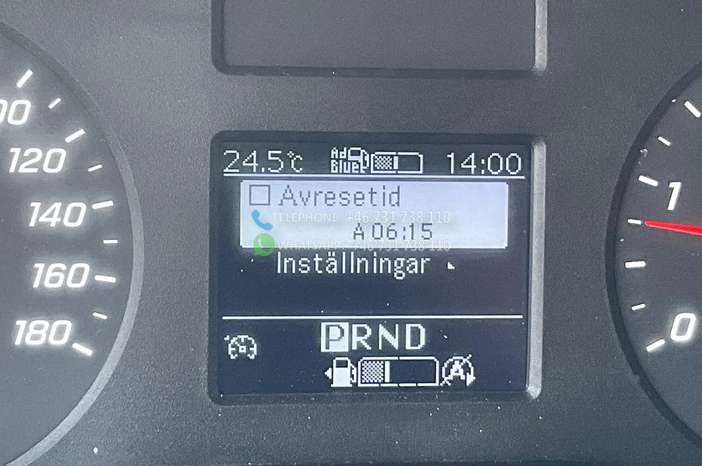 00
120
140
160
180
24.5°C AdBlue 14:00
Avresetid
TELEPHONE +46 731 738 110
A 06:15
WHATSAPP +46 731 738 110
Inställningar
PRND
A
1
0